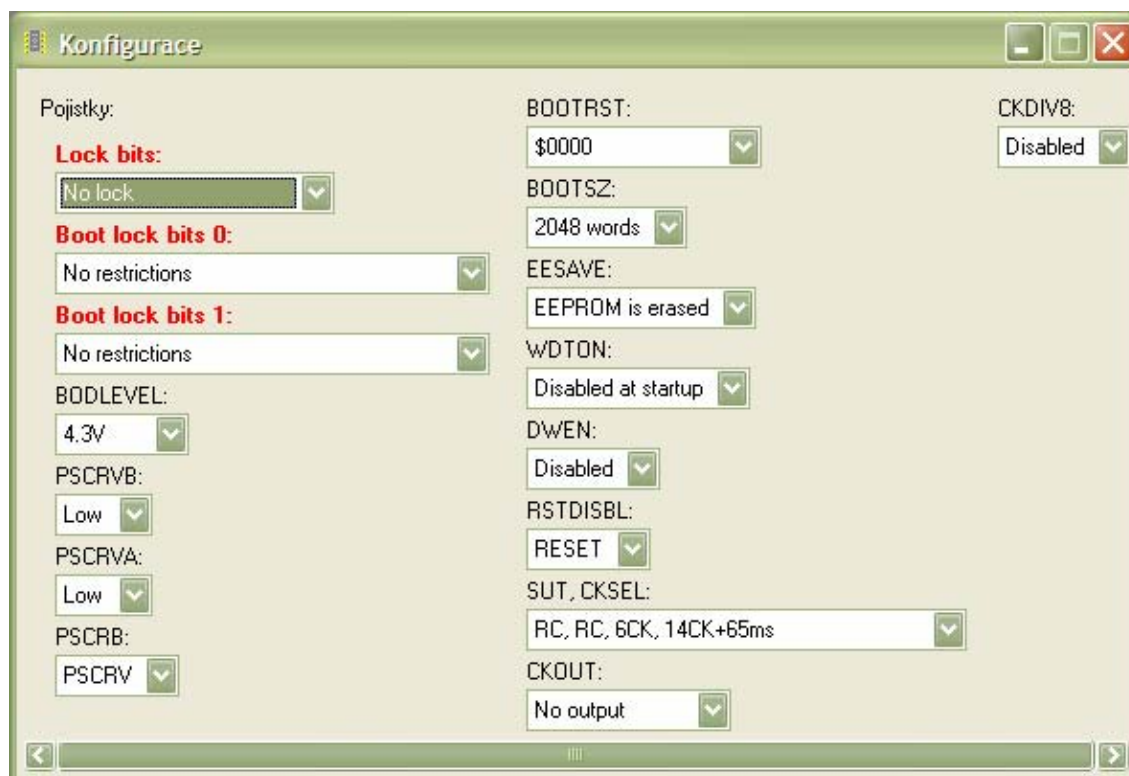 Konfigurace
Pojistky:
Lock bits:
No lock
Boot lock bits 0:
No restrictions
Boot lock bits 1:
No restrictions
BODLEVEL:
4.3V
PSCRVB:
Low
PSCRVA:
Low
PSCRB:
PSCRV
BOOTRST:
$0000
BOOTSZ:
2048 words
EESAVE:
EEPROM is erased
WDTON:
Disabled at startup
DWEN:
Disabled
RSTDISBL:
RESET
SUT, CKSEL:
RC, RC, 6CK, 14CK+65ms
CKOUT:
No output
CKDIV8:
Disabled